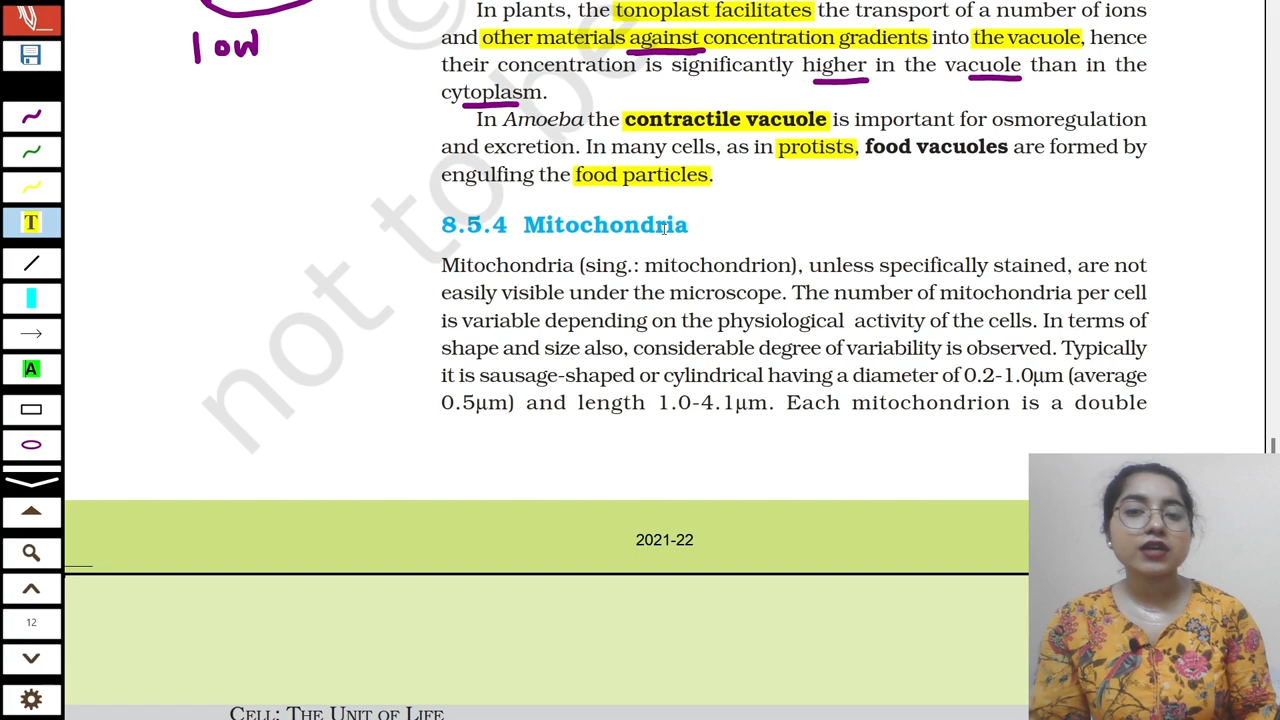 In plants, the tonoplast facilitates the transport of a number of ions
and other materials against concentration gradients into the vacuole, hence
low
their concentration is significantly higher in the vacuole than in the
cytoplasm.
In Amoeba the contractile vacuole is important for osmoregulation
and excretion. In many cells, as in protists, food vacuoles are formed by
engulfing the food particles.
8.5.4 Mitochondria
Mitochondria (sing.: mitochondrion), unless specifically stained, are not
easily visible under the microscope. The number of mitochondria per cell
is variable depending on the physiological activity of the cells. In terms of
shape and size also, considerable degree of variability is observed. Typically
it is sausage-shaped or cylindrical having a diameter of 0.2-1.0μm (average
0.5μm) and length 1.0-4.1μm. Each mitochondrion is a double
not to be
©
T
A
12
2021-22
CELL: THE UNIT OF LIFE